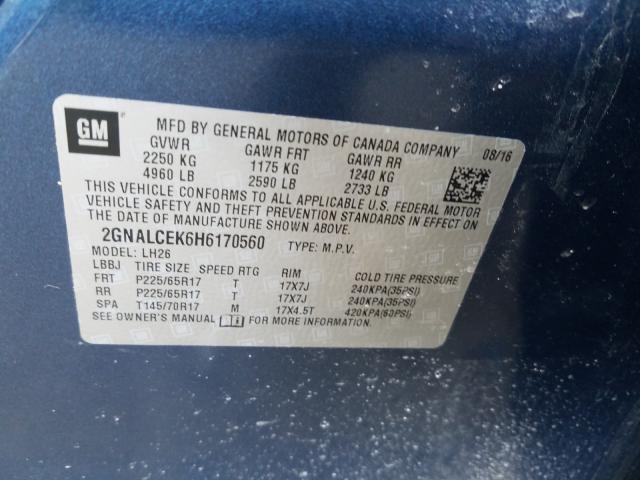 GM
MFD BY GENERAL MOTORS OF CANADA COMPANY 08/16
GVWR GAWR FRT GAWR RR
2250 KG 1175 KG 1240 KG
4960 LB 2590 LB 2733 LB
THIS VEHICLE CONFORMS TO ALL APPLICABLE U.S. FEDERAL MOTOR
VEHICLE SAFETY AND THEFT PREVENTION STANDARDS IN EFFECT ON
THE DATE OF MANUFACTURE SHOWN ABOVE.
2GNALCEK6H6170560 TYPE: M.P.V.
MODEL: LH26
LBBJ TIRE SIZE SPEED RTG RIM COLD TIRE PRESSURE
FRT P225/65R17 T 17X7J 240KPA(35PSI)
RR P225/65R17 T 17X7J 240KPA(35PSI)
SPA T145/70R17 M 17X4.5T 420KPA(60PSI)
SEE OWNER'S MANUAL FOR MORE INFORMATION.